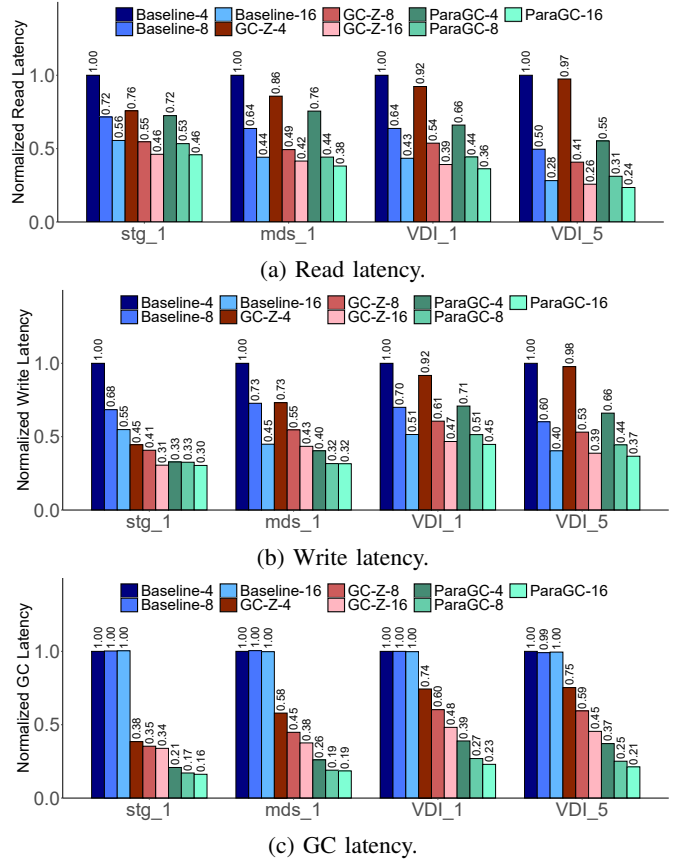 Baseline-4 Baseline-16 GC-Z-8 ParaGC-4 ParaGC-16
Baseline-8 GC-Z-4 GC-Z-16 ParaGC-8
Normalized Read Latency
1.0
0.5
0.0
1.00 0.72 0.56 0.76 0.55 0.46 0.72 0.53 0.46
1.00 0.64 0.44 0.86 0.49 0.42 0.76 0.44 0.38
1.00 0.64 0.43 0.92 0.54 0.39 0.66 0.44 0.36
1.00 0.50 0.28 0.97 0.41 0.26 0.55 0.31 0.24
stg_1 mds_1 VDI_1 VDI_5
(a) Read latency.
Baseline-4 Baseline-16 GC-Z-8 ParaGC-4 ParaGC-16
Baseline-8 GC-Z-4 GC-Z-16 ParaGC-8
Normalized Write Latency
1.0
0.5
0.0
1.00 0.68 0.55 0.45 0.41 0.31 0.33 0.33 0.30
1.00 0.73 0.45 0.73 0.55 0.43 0.40 0.32 0.32
1.00 0.70 0.51 0.92 0.61 0.47 0.71 0.51 0.45
1.00 0.60 0.40 0.98 0.53 0.39 0.66 0.44 0.37
stg_1 mds_1 VDI_1 VDI_5
(b) Write latency.
Baseline-4 Baseline-16 GC-Z-8 ParaGC-4 ParaGC-16
Baseline-8 GC-Z-4 GC-Z-16 ParaGC-8
Normalized GC Latency
1.0
0.5
0.0
1.00 1.00 1.00 0.38 0.35 0.34 0.21 0.17 0.16
1.00 1.00 1.00 0.58 0.45 0.38 0.26 0.19 0.19
1.00 1.00 1.00 0.74 0.60 0.48 0.39 0.27 0.23
1.00 0.99 1.00 0.75 0.59 0.45 0.37 0.25 0.21
stg_1 mds_1 VDI_1 VDI_5
(c) GC latency.